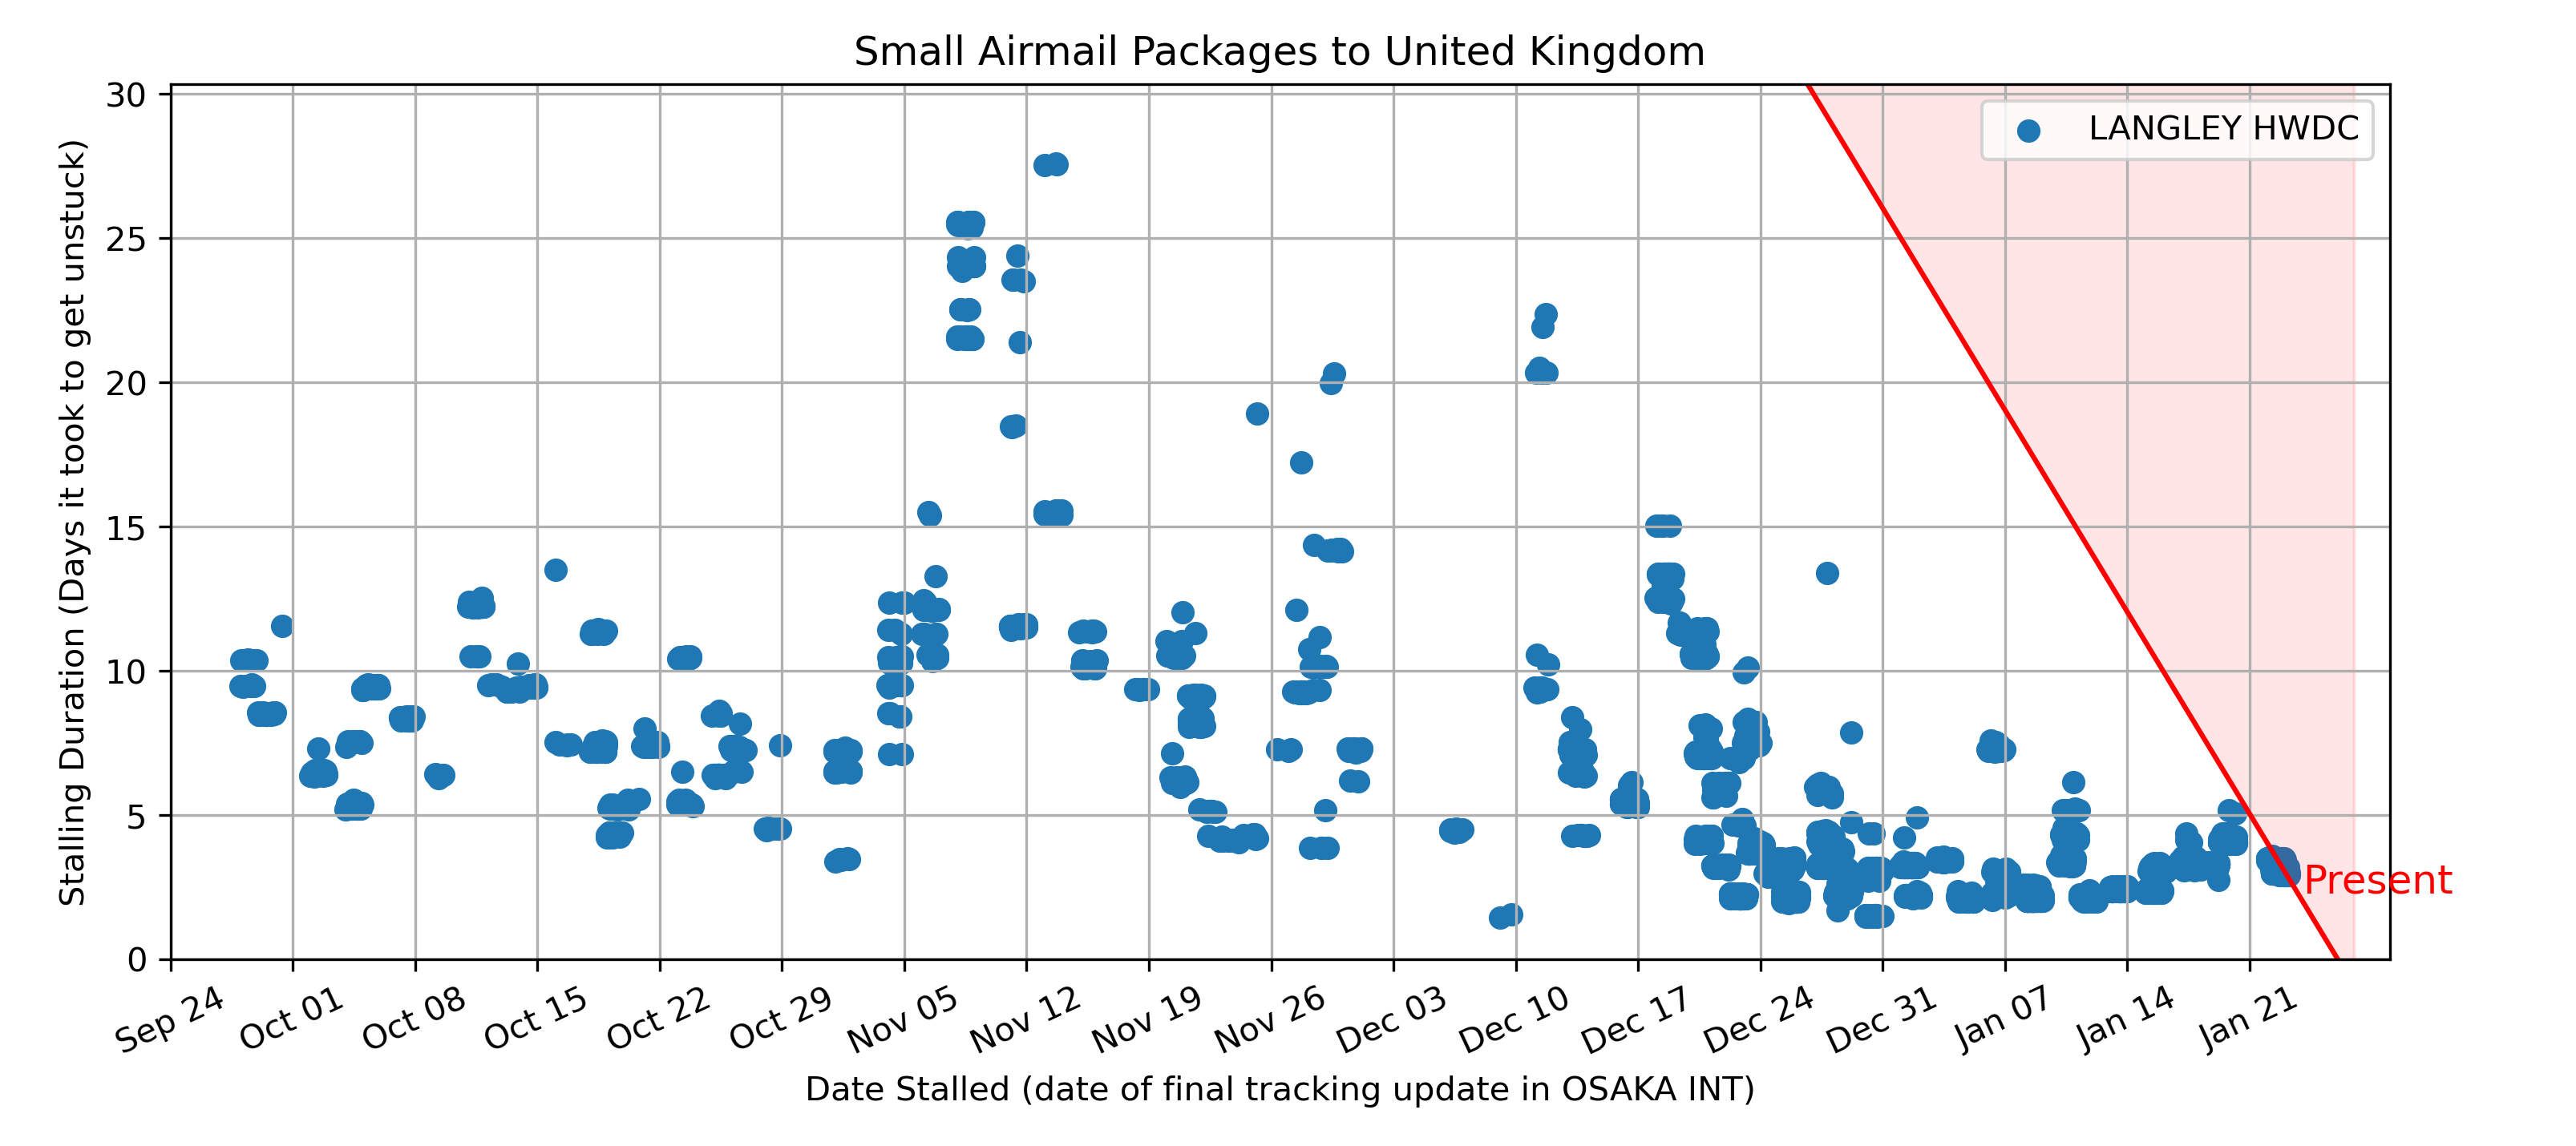 Small Airmail Packages to United Kingdom
Stalling Duration (Days it took to get unstuck)
30
25
20
15
10
5
0
LANGLEY HWDC
Present
Sep 24
Oct 01
Oct 08
Oct 15
Oct 22
Oct 29
Nov 05
Nov 12
Nov 19
Nov 26
Dec 03
Dec 10
Dec 17
Dec 24
Dec 31
Jan 07
Jan 14
Jan 21
Date Stalled (date of final tracking update in OSAKA INT)